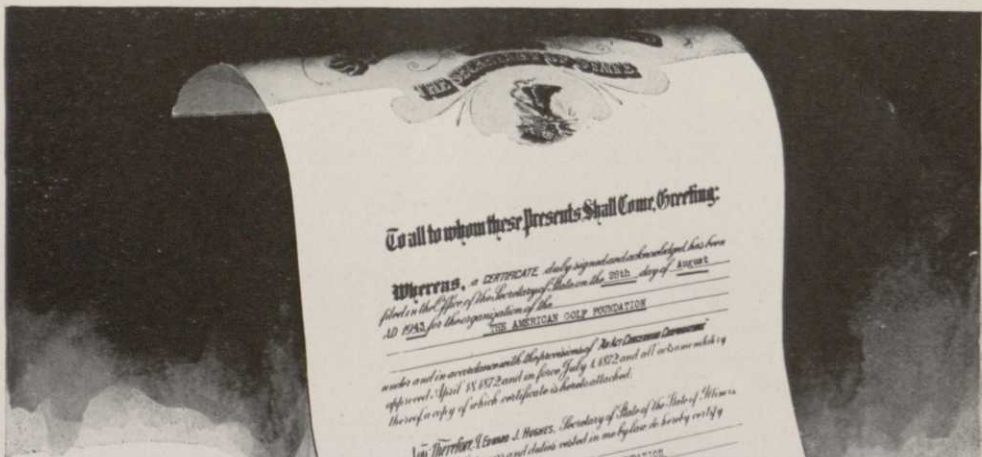 THE SECRETARY OF STATE
To all to whom these Presents Shall Come, Greeting:
Whereas, a CERTIFICATE, duly signed and acknowledged, has been
filed in the Office of the Secretary of State on the 28th day of August
AD 1943, for the organization of the
THE AMERICAN GOLF FOUNDATION
under and in accordance with the provisions of "AN ACT CONCERNING CORPORATIONS"
approved, April 18, 1872 and in force July 1, 1872 and all acts amendatory
thereof, a copy of which certificate is hereto attached.
Therefore, I, EDWARD J. HUGHES, Secretary of State of the State of Illinois
and duties vested in me by law do hereby certify